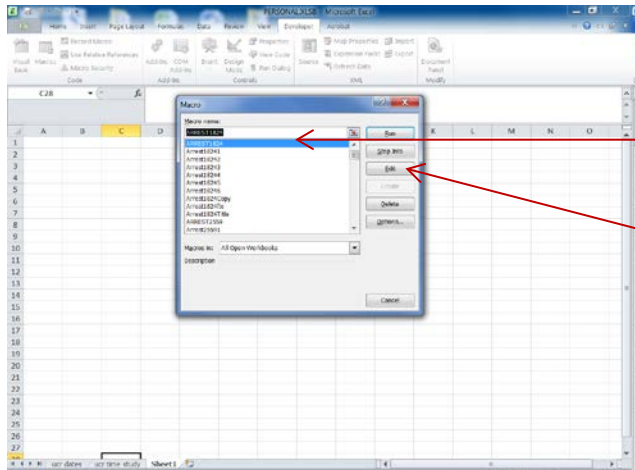 PERSONAL.XLSB - Microsoft Excel
Home Insert Page Layout Formulas Data Review View Developer Acrobat
Visual Basic
Macros
Record Macro
Use Relative References
Macro Security
Code
Add-Ins
COM Add-Ins
Add-Ins
Insert
Design Mode
Properties
View Code
Run Dialog
Controls
Source
Map Properties
Expansion Packs
Refresh Data
Import
Export
XML
Document Panel
Modify
C28
fx
A B C D K L M N O
1
2
3
4
5
6
7
8
9
10
11
12
13
14
15
16
17
18
19
20
21
22
23
24
25
26
27
28
Macro
Macro name:
ARREST1824
ARREST1824
Arrest18241
Arrest18242
Arrest18243
Arrest18244
Arrest18245
Arrest18246
Arrest1824Copy
Arrest1824Tix
Arrest1824Title
ARREST2559
Arrest25591
Run
Step Into
Edit
Create
Delete
Options...
Macros in: All Open Workbooks
Description
Cancel
ucr dates ucr time study Sheet1